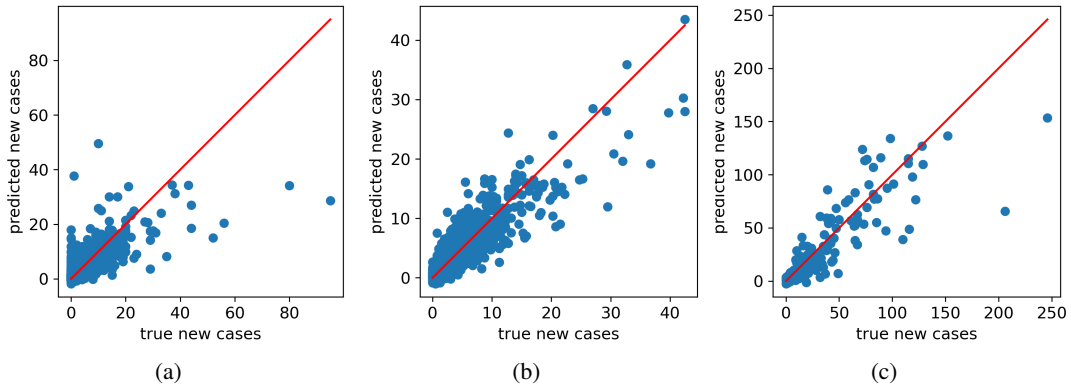 80
60
40
20
0
predicted new cases
0 20 40 60 80
true new cases
(a)
40
30
20
10
0
predicted new cases
0 10 20 30 40
true new cases
(b)
250
200
150
100
50
0
predicted new cases
0 50 100 150 200 250
true new cases
(c)